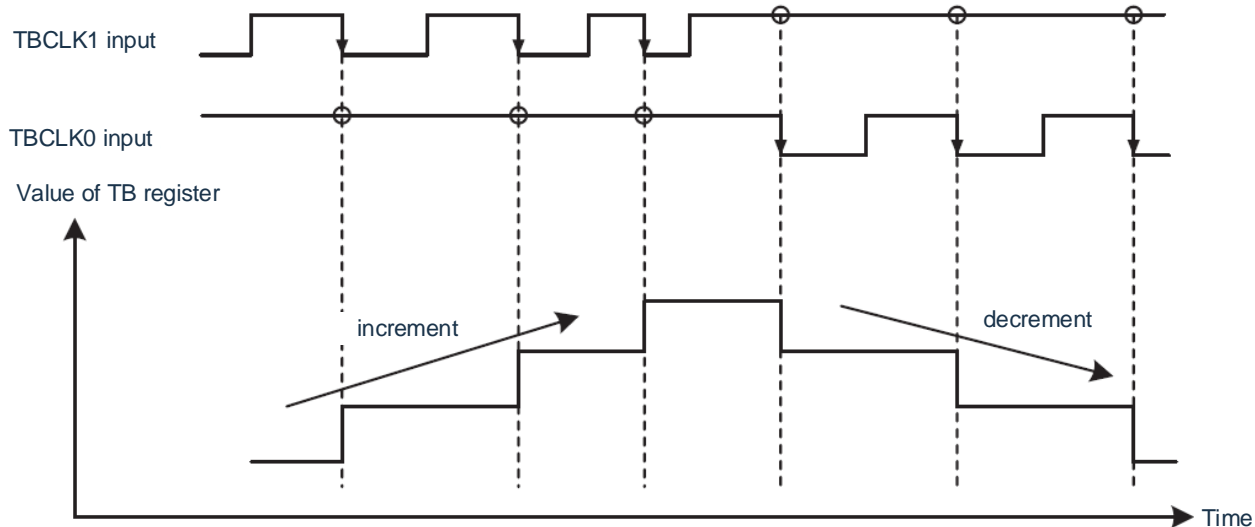 TBCLK1 input
TBCLK0 input
Value of TB register
increment
decrement
Time